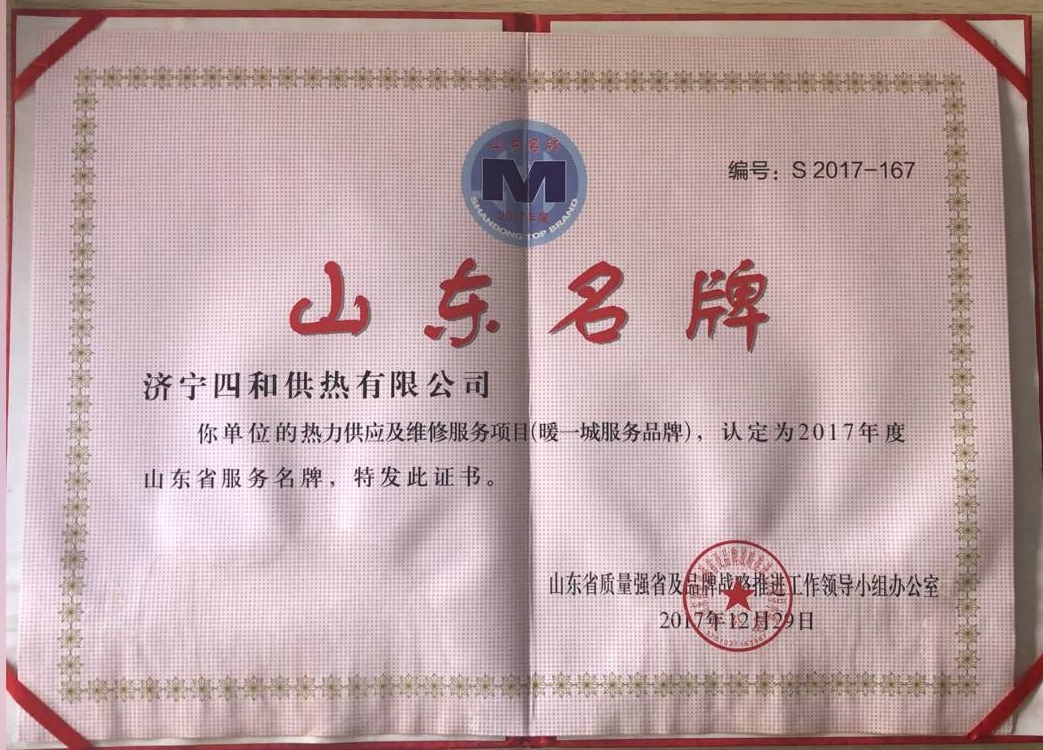 山东名牌
M
2017年度
SHANDONG TOP BRAND
编号：S 2017-167
山东名牌
济宁四和供热有限公司
你单位的热力供应及维修服务项目(暖一城服务品牌)，认定为2017年度
山东省服务名牌，特发此证书。
山东省质量强省及品牌战略推进工作领导小组办公室
2017年12月29日